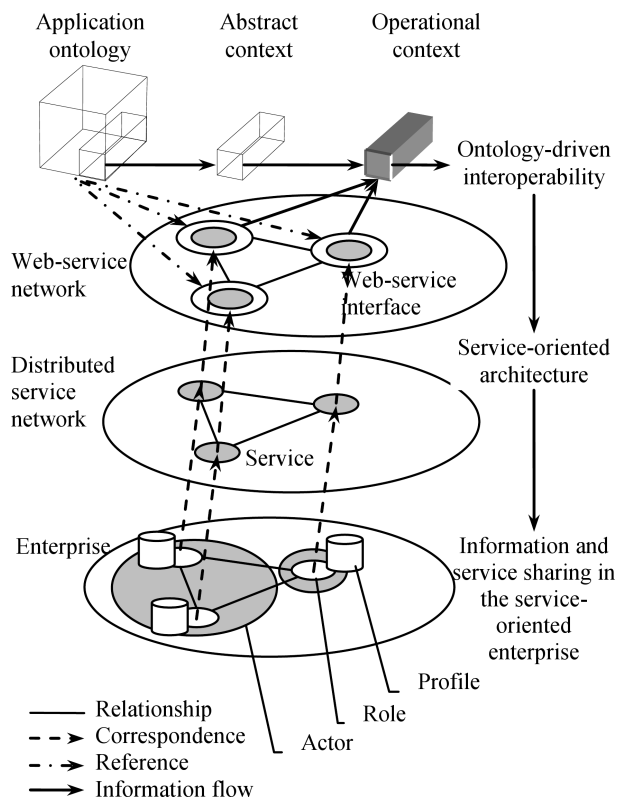 Application
ontology
Abstract
context
Operational
context
Ontology-driven
interoperability
Web-service
network
Web-service
interface
Distributed
service
network
Service-oriented
architecture
Service
Enterprise
Information and
service sharing in
the service-
oriented
enterprise
Profile
Role
Actor
Relationship
Correspondence
Reference
Information flow